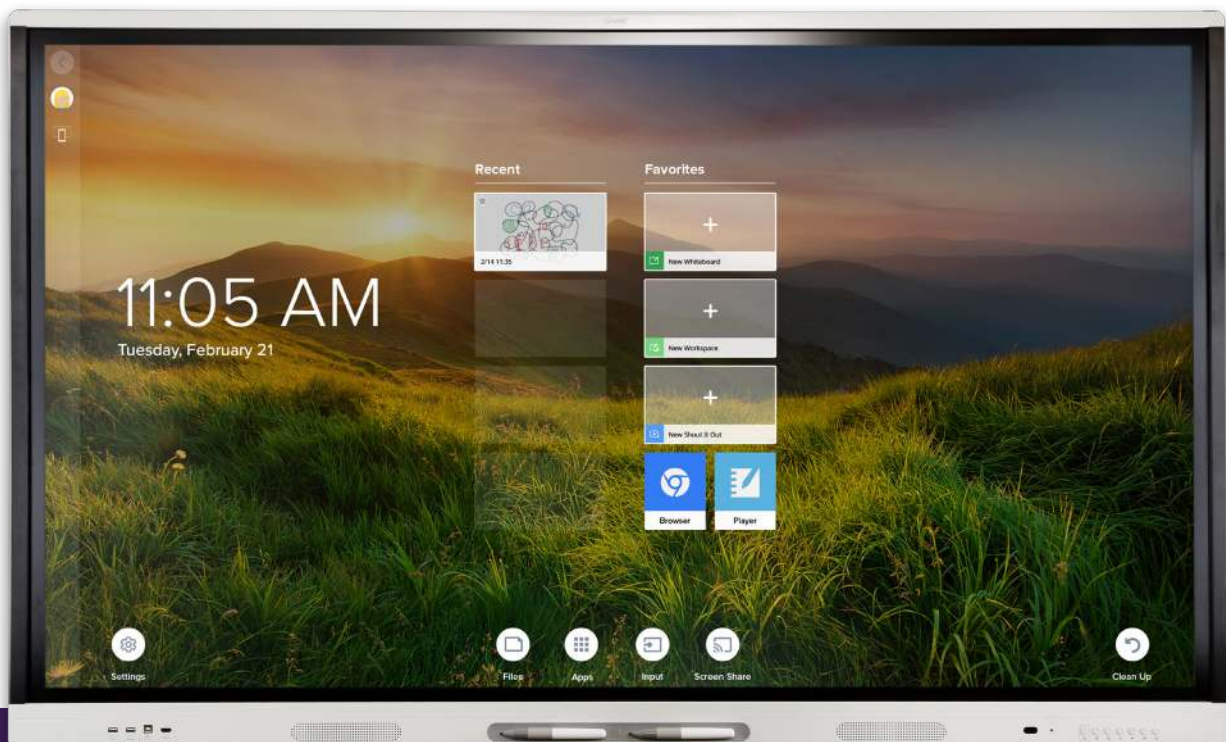 Recent
Favorites
2/14 11:35
New Whiteboard
New Workspace
New Shout It Out
Browser
Player
11:05 AM
Tuesday, February 21
Settings
Files
Apps
Input
Screen Share
Clean Up